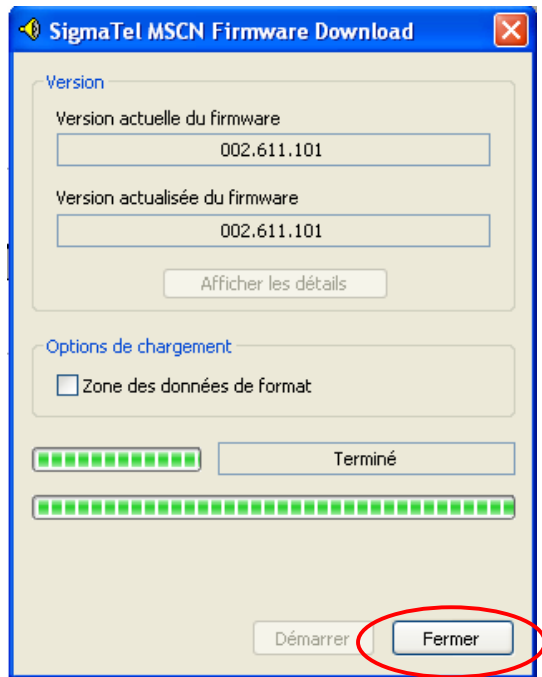 SigmaTel MSCN Firmware Download
Version
Version actuelle du firmware
002.611.101
Version actualisée du firmware
002.611.101
Afficher les détails
Options de chargement
Zone des données de format
Terminé
Démarrer
Fermer